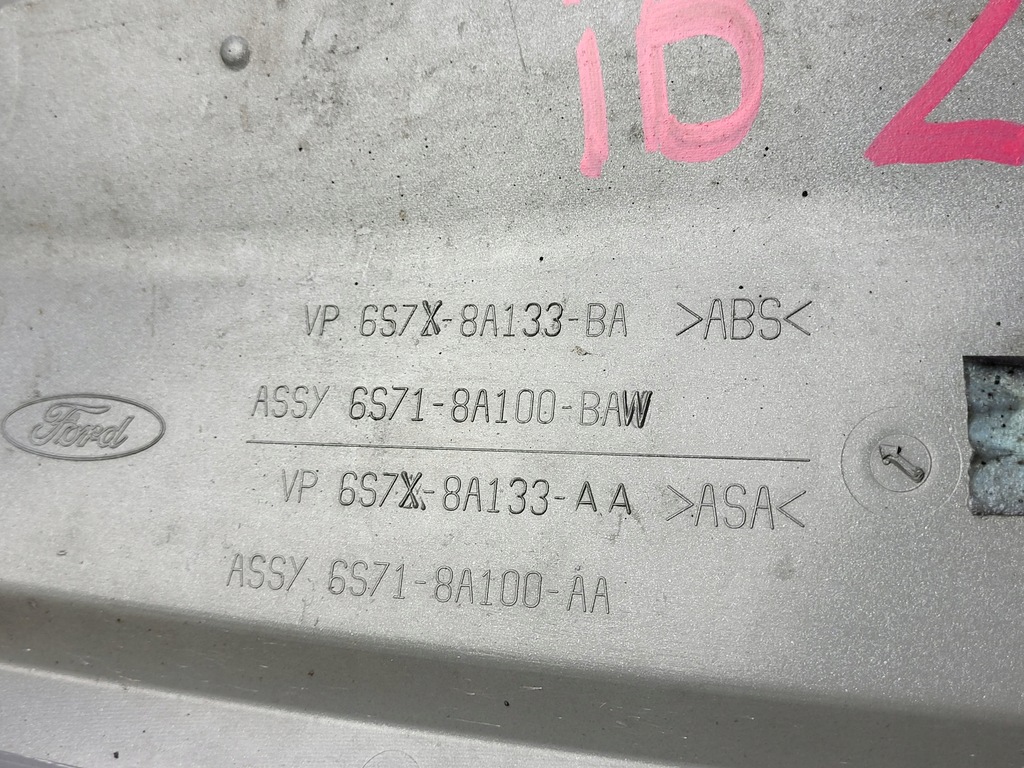 iD 2
VP 6S7X-8A133-BA >ABS<
ASSY 6S71-8A100-BAW
Ford
VP 6S7X-8A133-AA >ASA<
ASSY 6S71-8A100-AA